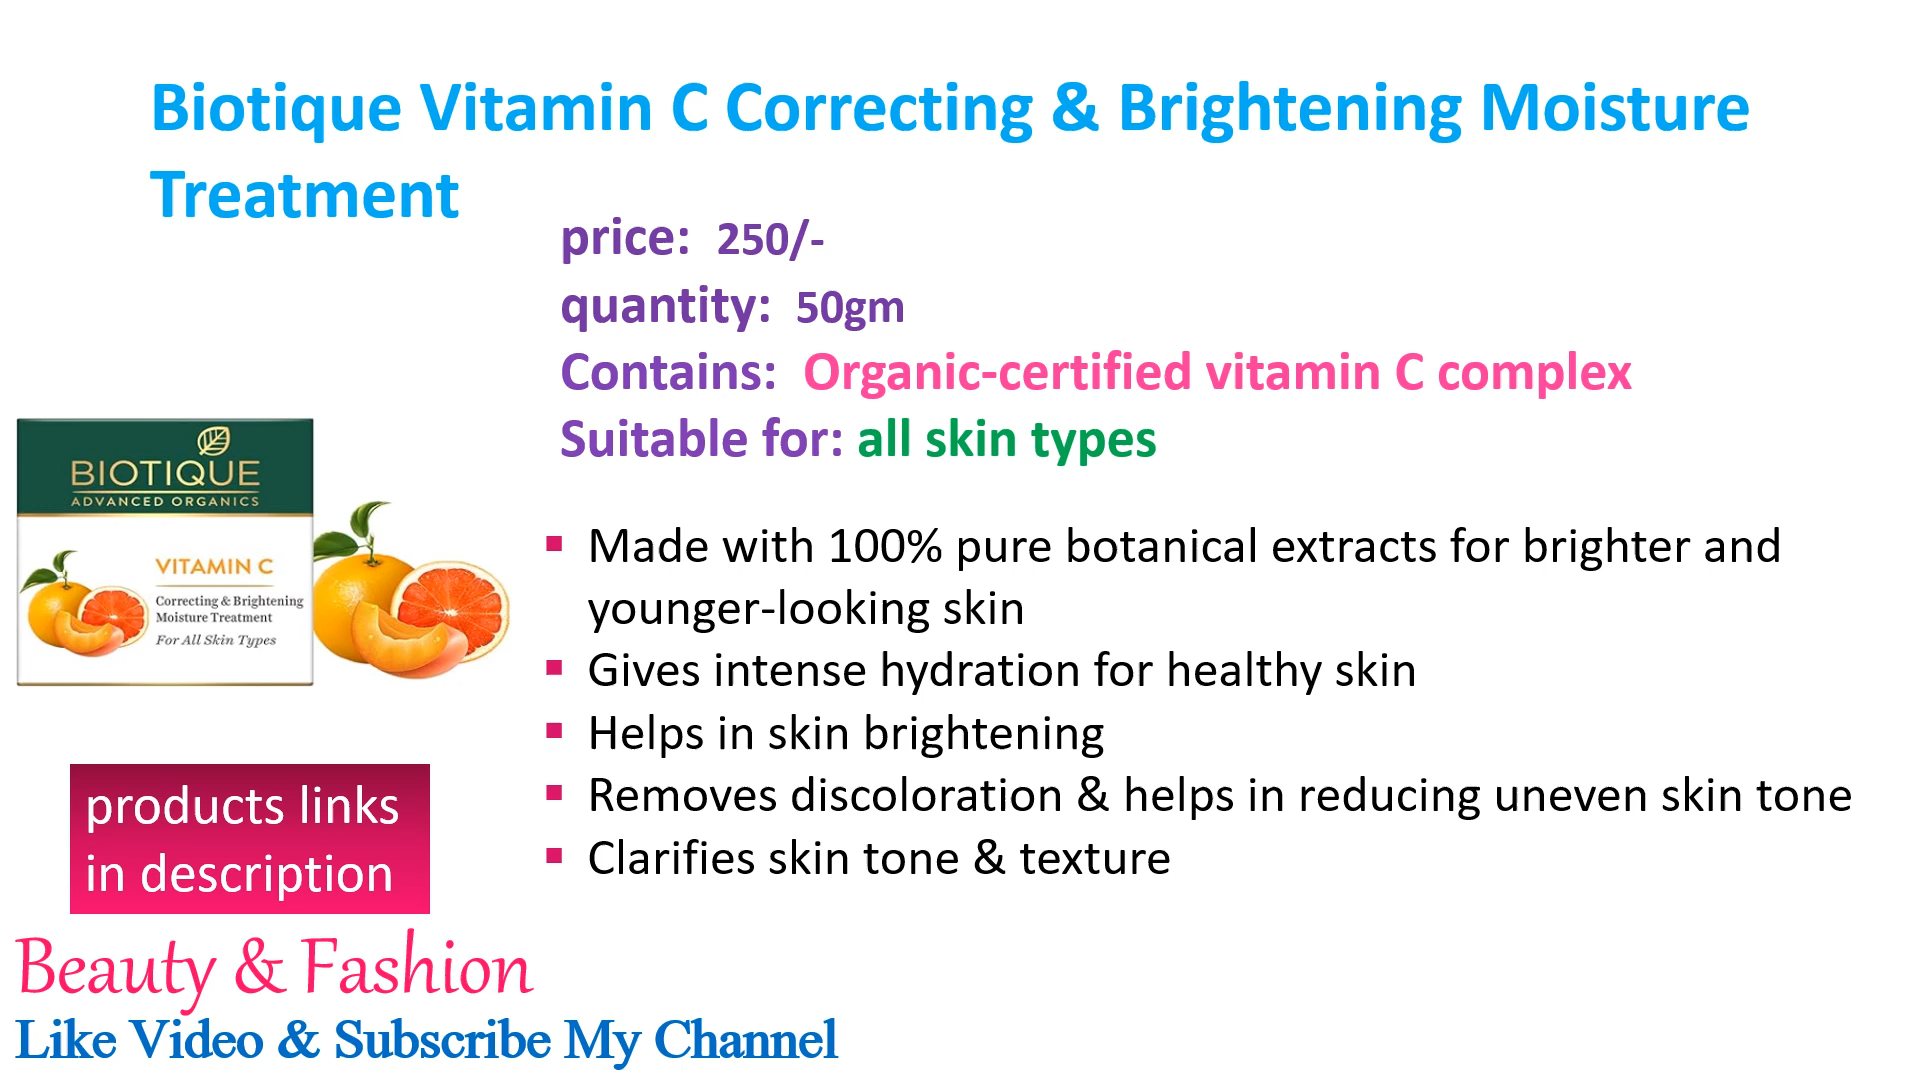 Biotique Vitamin C Correcting & Brightening Moisture
Treatment
price: 250/-
quantity: 50gm
Contains: Organic-certified vitamin C complex
Suitable for: all skin types
BIOTIQUE
ADVANCED ORGANICS
VITAMIN C
Correcting & Brightening
Moisture Treatment
For All Skin Types
▪ Made with 100% pure botanical extracts for brighter and
younger-looking skin
▪ Gives intense hydration for healthy skin
▪ Helps in skin brightening
▪ Removes discoloration & helps in reducing uneven skin tone
▪ Clarifies skin tone & texture
products links
in description
Beauty & Fashion
Like Video & Subscribe My Channel